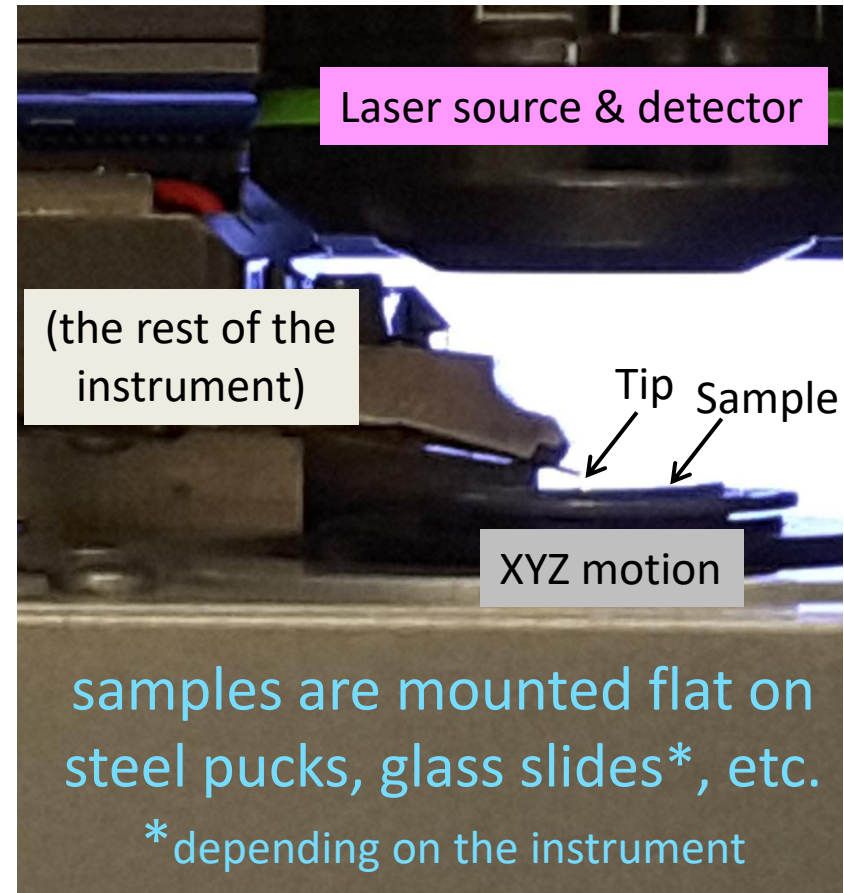 Laser source & detector
(the rest of the
instrument)
Tip
Sample
XYZ motion
samples are mounted flat on
steel pucks, glass slides*, etc.
*depending on the instrument